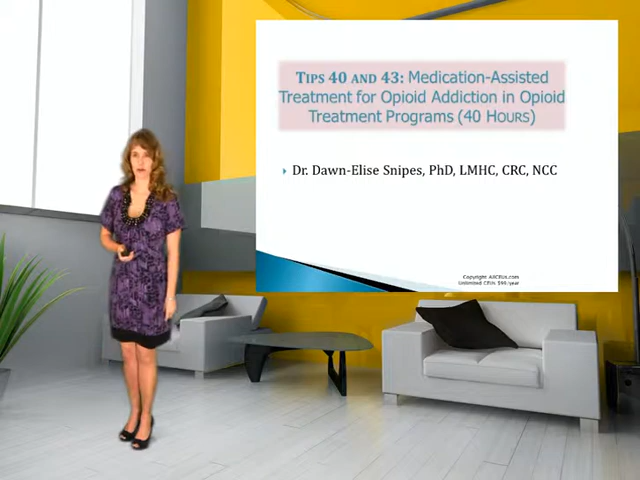 TIPS 40 AND 43: Medication-Assisted
Treatment for Opioid Addiction in Opioid
Treatment Programs (40 HOURS)
Dr. Dawn-Elise Snipes, PhD, LMHC, CRC, NCC
Copyright AllCEUs.com
Unlimited CEUs $99/year